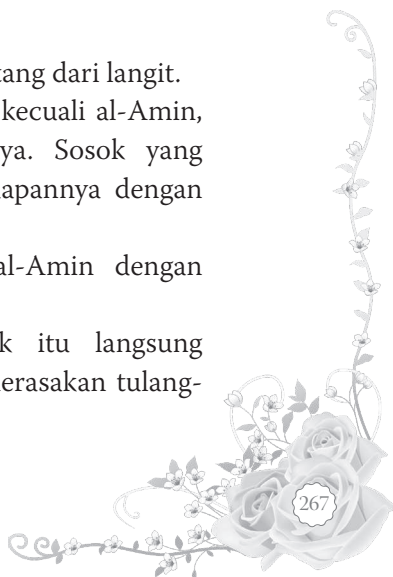 tang dari langit.
kecuali al-Amin,
ya. Sosok yang
apannya dengan
al-Amin dengan
k itu langsung
erasakan tulang-
267